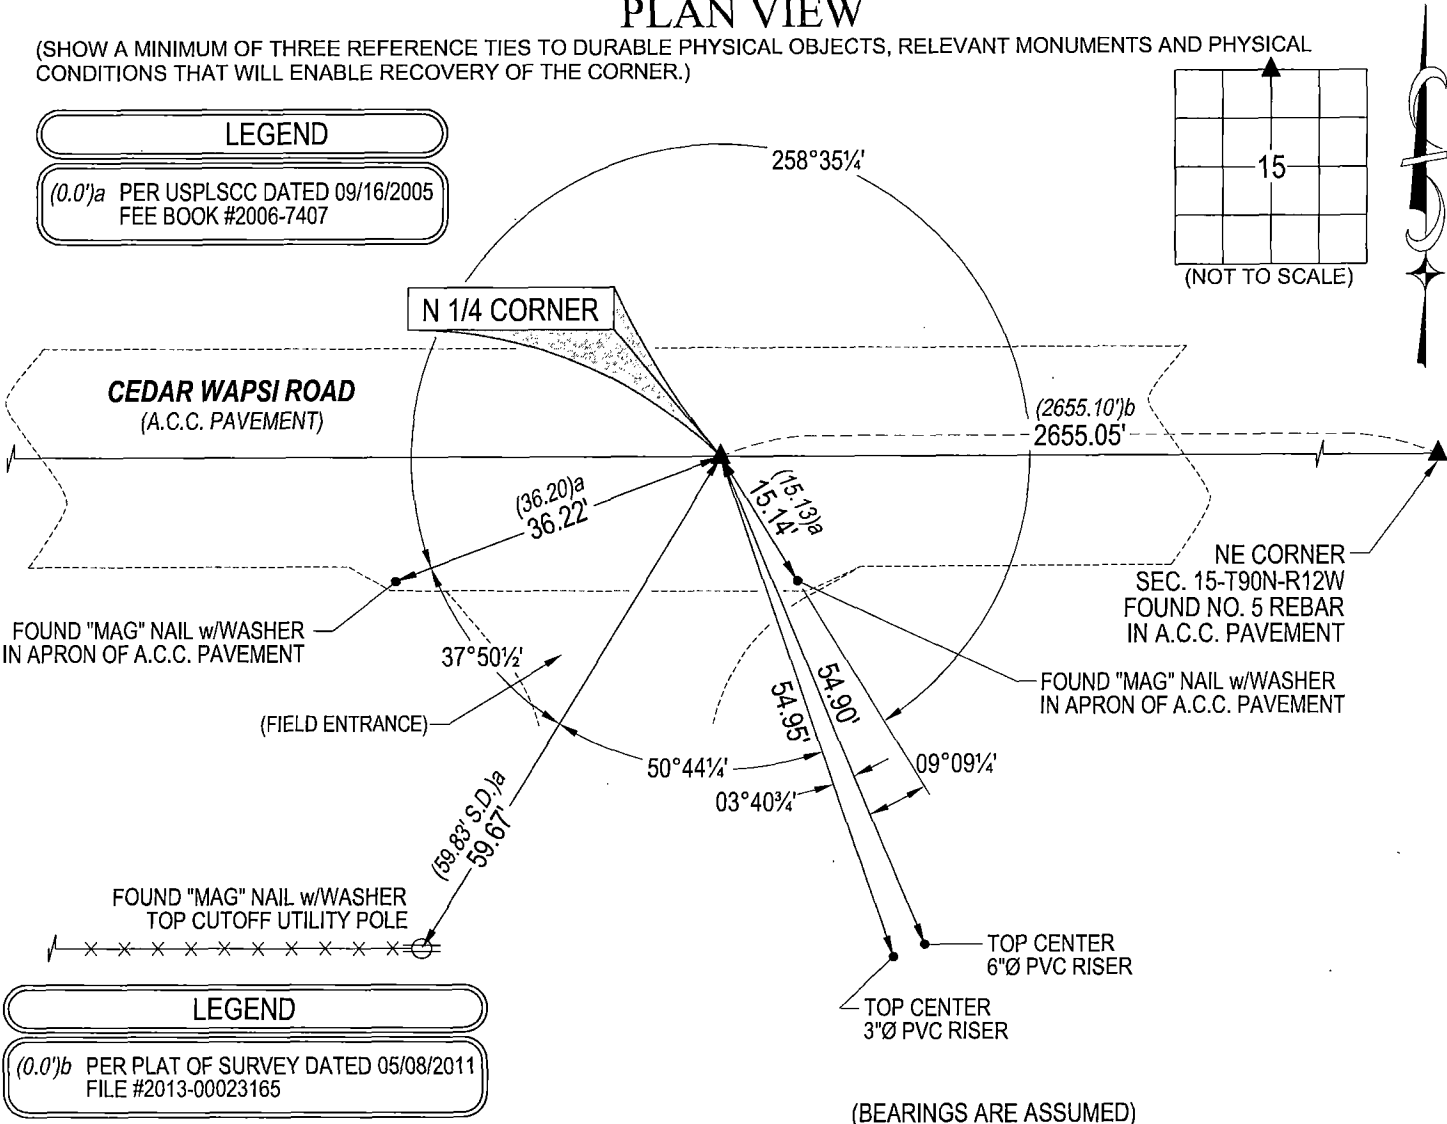 PLAN VIEW
(SHOW A MINIMUM OF THREE REFERENCE TIES TO DURABLE PHYSICAL OBJECTS, RELEVANT MONUMENTS AND PHYSICAL
CONDITIONS THAT WILL ENABLE RECOVERY OF THE CORNER.)
LEGEND
(0.0')a PER USPLSCC DATED 09/16/2005
FEE BOOK #2006-7407
258°35¼'
15
(NOT TO SCALE)
N 1/4 CORNER
CEDAR WAPSI ROAD
(A.C.C. PAVEMENT)
(2655.10')b
2655.05'
(36.20)a
36.22'
(15.13)a
15.14'
NE CORNER
SEC. 15-T90N-R12W
FOUND NO. 5 REBAR
IN A.C.C. PAVEMENT
FOUND "MAG" NAIL w/WASHER
IN APRON OF A.C.C. PAVEMENT
37°50½'
FOUND "MAG" NAIL w/WASHER
IN APRON OF A.C.C. PAVEMENT
(FIELD ENTRANCE)
54.95'
54.90'
50°44¼'
09°09¼'
03°40¾'
(59.83' S.D.)a
59.67'
FOUND "MAG" NAIL w/WASHER
TOP CUTOFF UTILITY POLE
TOP CENTER
6"Ø PVC RISER
TOP CENTER
3"Ø PVC RISER
LEGEND
(0.0')b PER PLAT OF SURVEY DATED 05/08/2011
FILE #2013-00023165
(BEARINGS ARE ASSUMED)